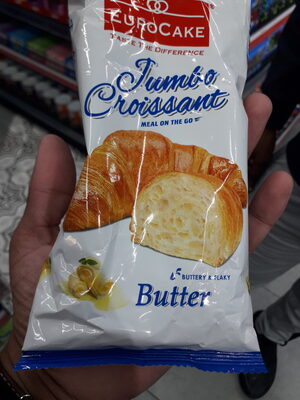 EUROCAKE
TASTE THE DIFFERENCE
Jumbo
Croissant
MEAL ON THE GO
BUTTERY & FLAKY
Butter